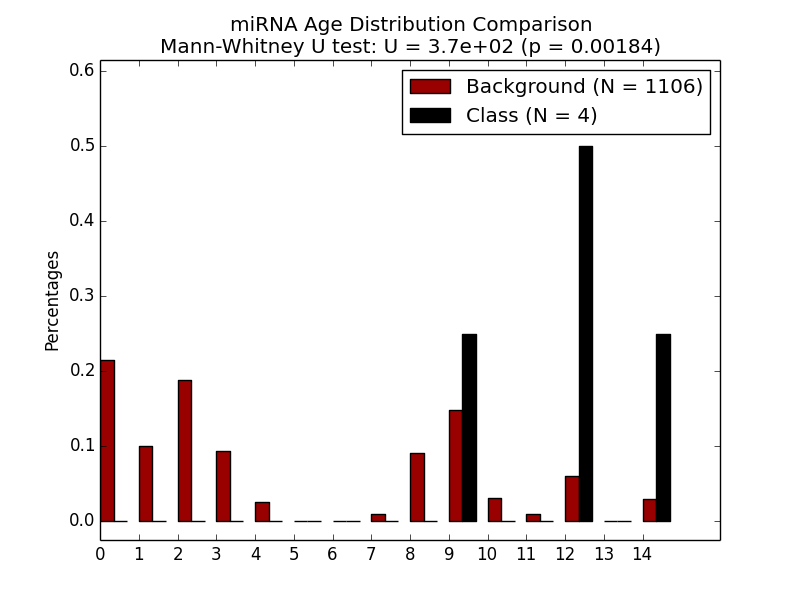 miRNA Age Distribution Comparison
Mann-Whitney U test: U = 3.7e+02 (p = 0.00184)
Background (N = 1106)
Class (N = 4)
Percentages
0.6
0.5
0.4
0.3
0.2
0.1
0.0
0 1 2 3 4 5 6 7 8 9 10 11 12 13 14